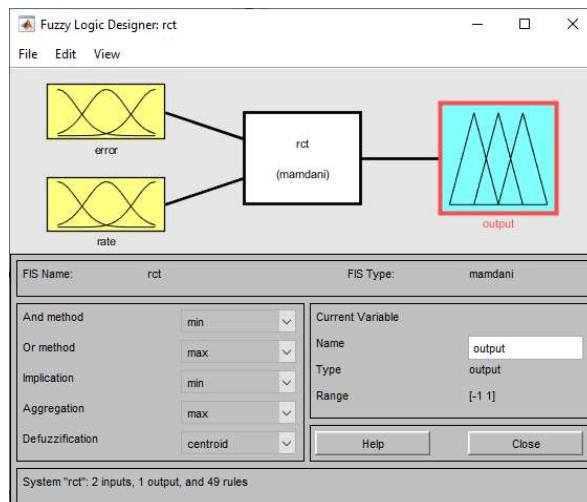 Fuzzy Logic Designer: rct
File Edit View
error
rct
(mamdani)
rate
output
FIS Name: rct FIS Type: mamdani
And method min
Or method max
Implication min
Aggregation max
Defuzzification centroid
Current Variable
Name output
Type output
Range [-1 1]
Help Close
System "rct": 2 inputs, 1 output, and 49 rules